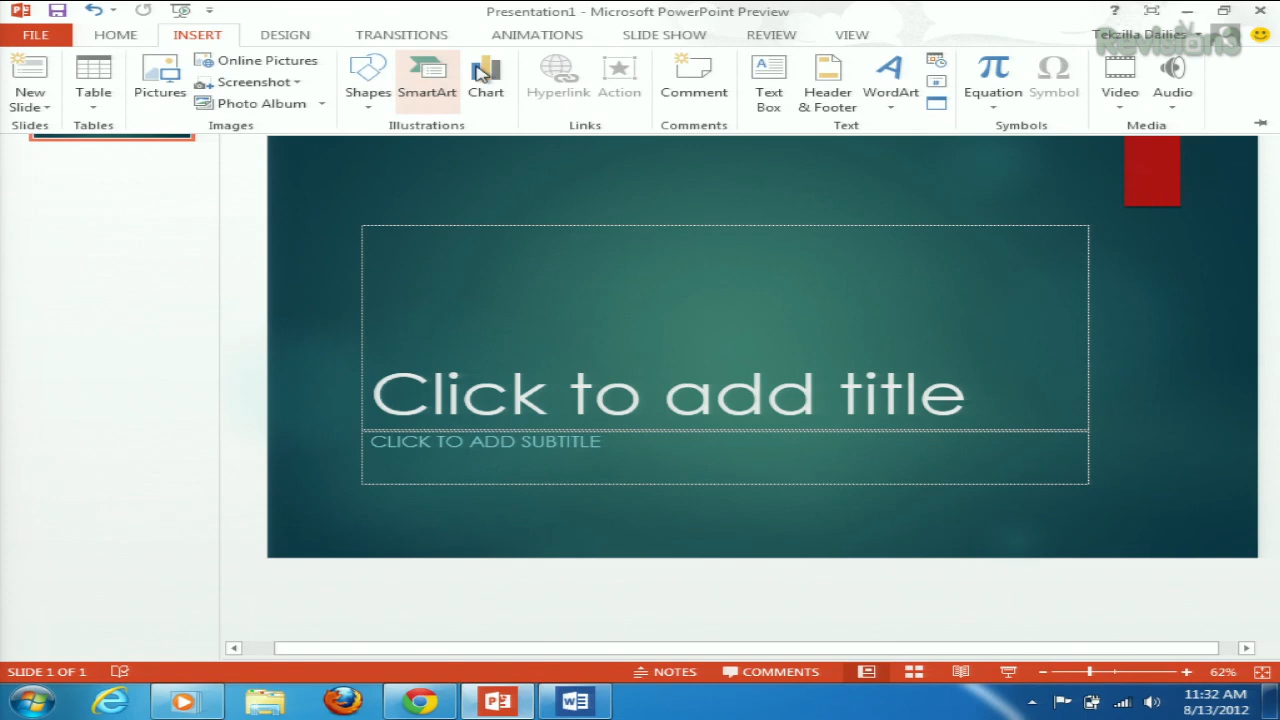 Presentation1 - Microsoft PowerPoint Preview
FILE HOME INSERT DESIGN TRANSITIONS ANIMATIONS SLIDE SHOW REVIEW VIEW Tekzilla Dailies
Revision3
New Slide
Table
Pictures
Online Pictures
Screenshot
Photo Album
Shapes
SmartArt
Chart
Hyperlink
Action
Comment
Text Box
Header & Footer
WordArt
Equation
Symbol
Video
Audio
Slides Tables Images Illustrations Links Comments Text Symbols Media
Click to add title
CLICK TO ADD SUBTITLE
SLIDE 1 OF 1 NOTES COMMENTS 62%
11:32 AM
8/13/2012